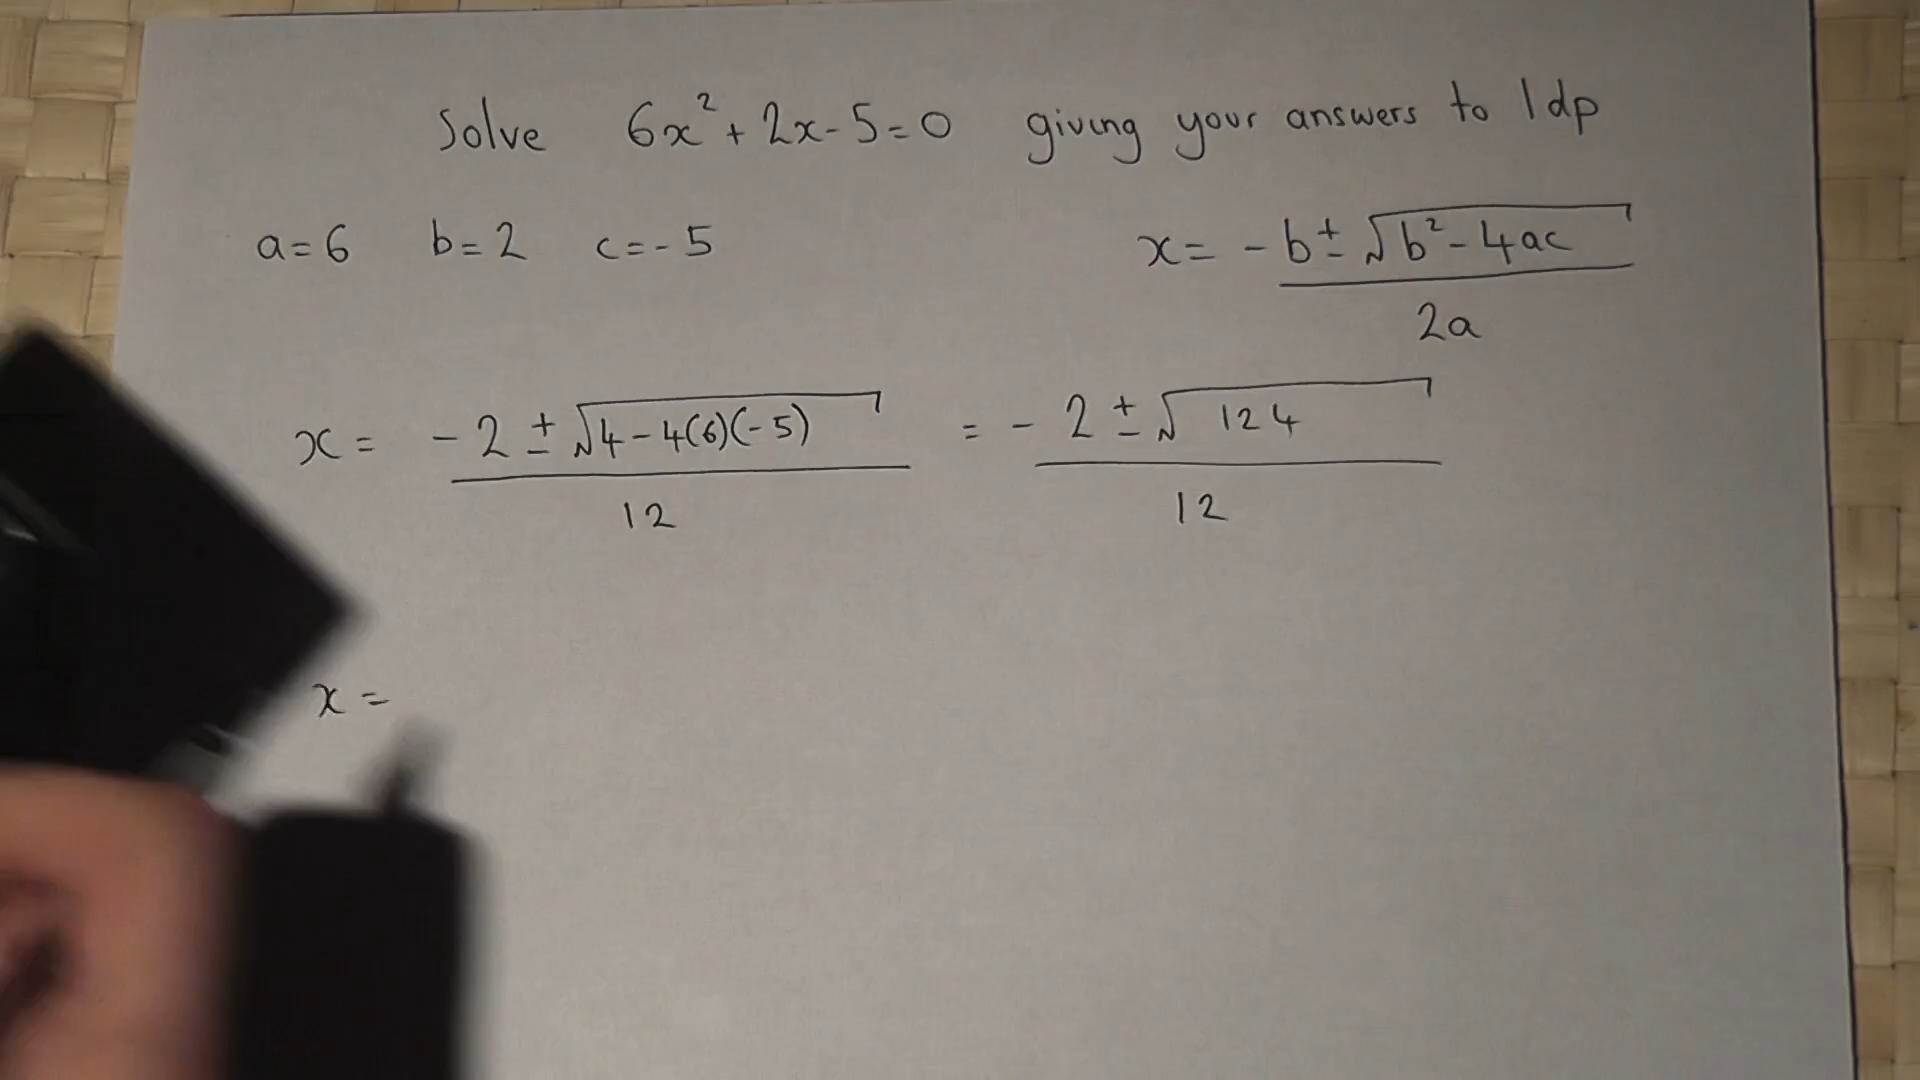 Solve 6x² + 2x - 5 = 0 giving your answers to 1dp
a = 6 b = 2 c = - 5
x = - b ± √b² - 4ac
2a
x = - 2 ± √4 - 4(6)(-5) = - 2 ± √124
12 12
x =